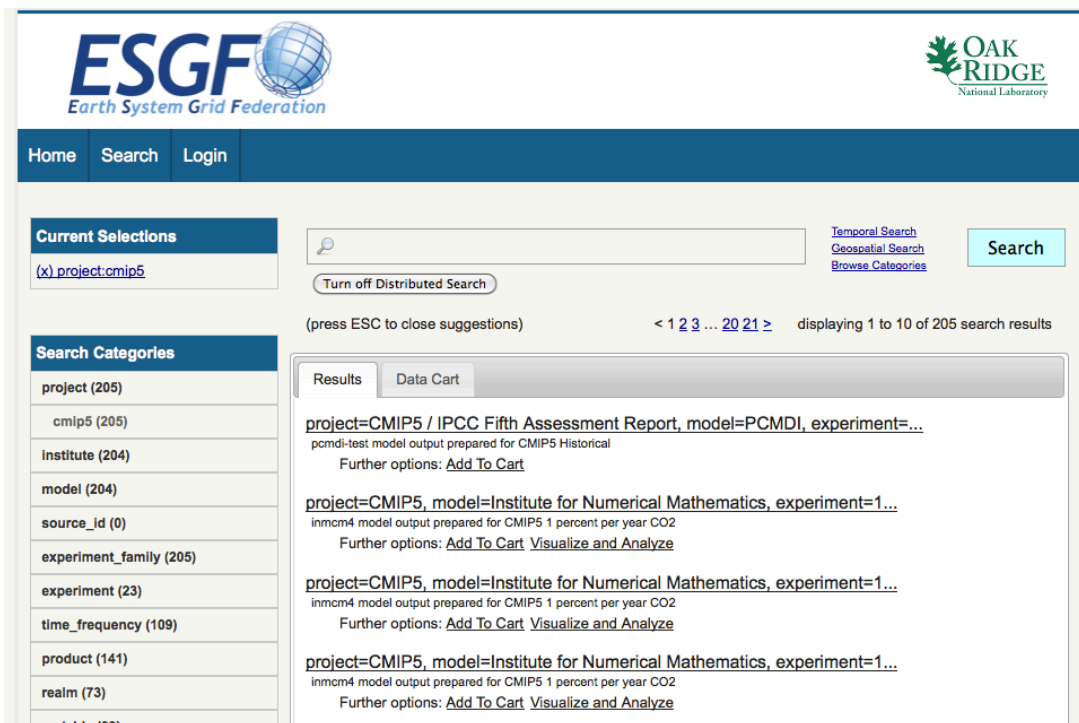 ESGF
Earth System Grid Federation
OAK
RIDGE
National Laboratory
Home Search Login
Current Selections
(x) project:cmip5
Temporal Search
Geospatial Search
Browse Categories
Search
Turn off Distributed Search
(press ESC to close suggestions) < 1 2 3 ... 20 21 > displaying 1 to 10 of 205 search results
Search Categories
project (205)
cmip5 (205)
institute (204)
model (204)
source_id (0)
experiment_family (205)
experiment (23)
time_frequency (109)
product (141)
realm (73)
Results Data Cart
project=CMIP5 / IPCC Fifth Assessment Report, model=PCMDI, experiment=...
pcmdi-test model output prepared for CMIP5 Historical
Further options: Add To Cart
project=CMIP5, model=Institute for Numerical Mathematics, experiment=1...
inmcm4 model output prepared for CMIP5 1 percent per year CO2
Further options: Add To Cart Visualize and Analyze
project=CMIP5, model=Institute for Numerical Mathematics, experiment=1...
inmcm4 model output prepared for CMIP5 1 percent per year CO2
Further options: Add To Cart Visualize and Analyze
project=CMIP5, model=Institute for Numerical Mathematics, experiment=1...
inmcm4 model output prepared for CMIP5 1 percent per year CO2
Further options: Add To Cart Visualize and Analyze